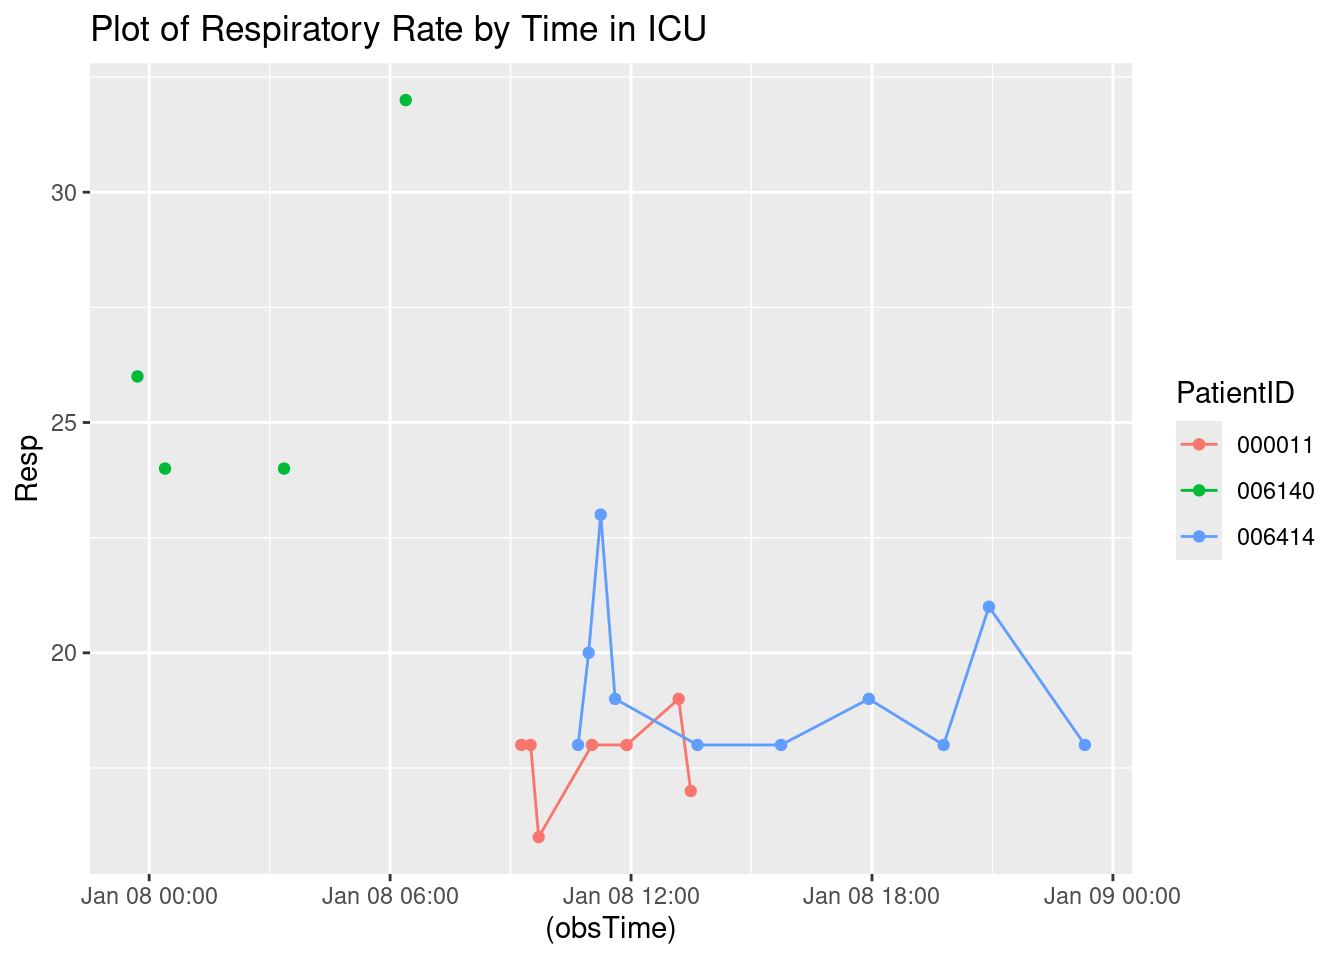 Plot of Respiratory Rate by Time in ICU
30
25
20
Resp
Jan 08 00:00 Jan 08 06:00 Jan 08 12:00 Jan 08 18:00 Jan 09 00:00
(obsTime)
PatientID
000011
006140
006414